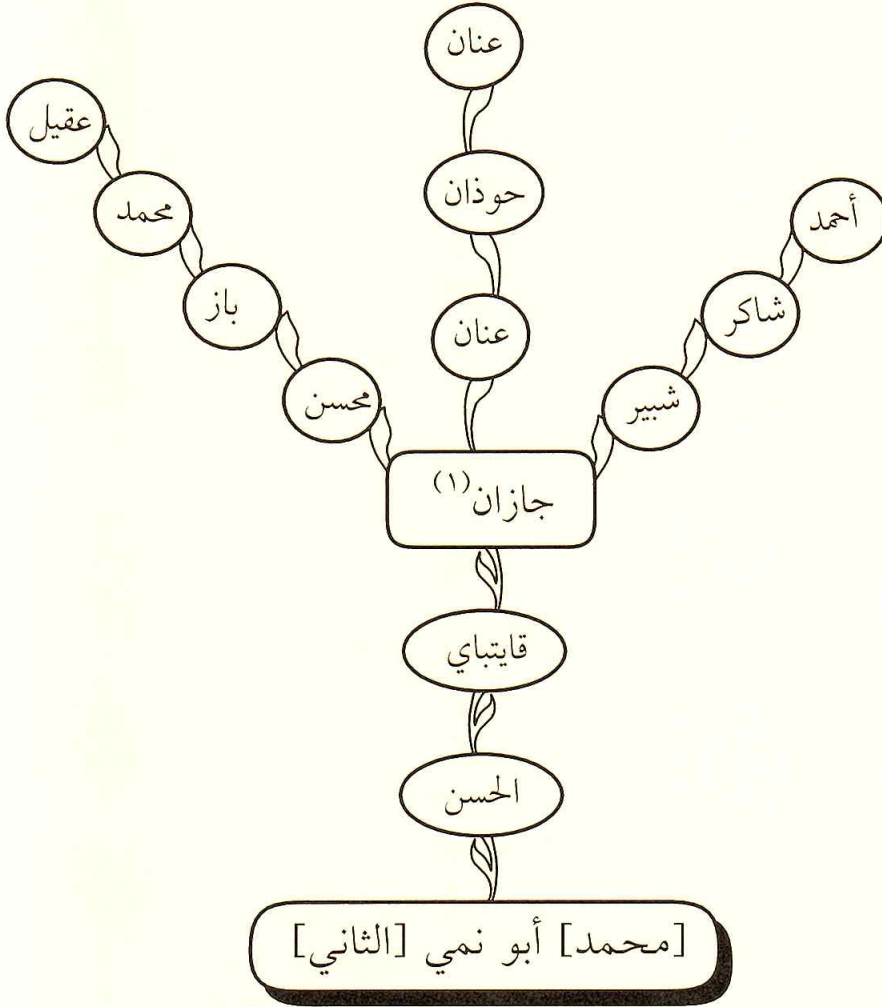 عنان
عقيل
حوذان
محمد
أحمد
باز
شاكر
عنان
محسن
شبير
جازان (١)
قايتباي
الحسن
[محمد] أبو نمي [الثاني]